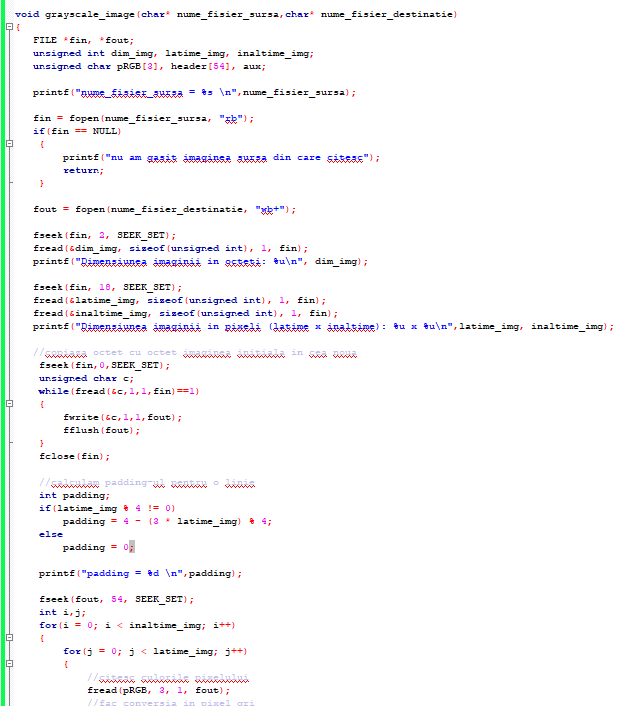 void grayscale_image(char* nume_fisier_sursa,char* nume_fisier_destinatie)
{
FILE *fin, *fout;
unsigned int dim_img, latime_img, inaltime_img;
unsigned char pRGB[3], header[54], aux;
printf("nume_fisier_sursa = %s \n",nume_fisier_sursa);
fin = fopen(nume_fisier_sursa, "rb");
if(fin == NULL)
{
printf("nu am gasit imaginea sursa din care citesc");
return;
}
fout = fopen(nume_fisier_destinatie, "wb+");
fseek(fin, 2, SEEK_SET);
fread(&dim_img, sizeof(unsigned int), 1, fin);
printf("Dimensiunea imaginii in octeti: %u\n", dim_img);
fseek(fin, 18, SEEK_SET);
fread(&latime_img, sizeof(unsigned int), 1, fin);
fread(&inaltime_img, sizeof(unsigned int), 1, fin);
printf("Dimensiunea imaginii in pixeli (latime x inaltime): %u x %u\n",latime_img, inaltime_img);
//copiaza octet cu octet imaginea initiala in cea noua
fseek(fin,0,SEEK_SET);
unsigned char c;
while(fread(&c,1,1,fin)==1)
{
fwrite(&c,1,1,fout);
fflush(fout);
}
fclose(fin);
//calculam padding-ul pentru o linie
int padding;
if(latime_img % 4 != 0)
padding = 4 - (3 * latime_img) % 4;
else
padding = 0;
printf("padding = %d \n",padding);
fseek(fout, 54, SEEK_SET);
int i,j;
for(i = 0; i < inaltime_img; i++)
{
for(j = 0; j < latime_img; j++)
{
//citesc culorile pixelului
fread(pRGB, 3, 1, fout);
//fac conversia in pixel gri